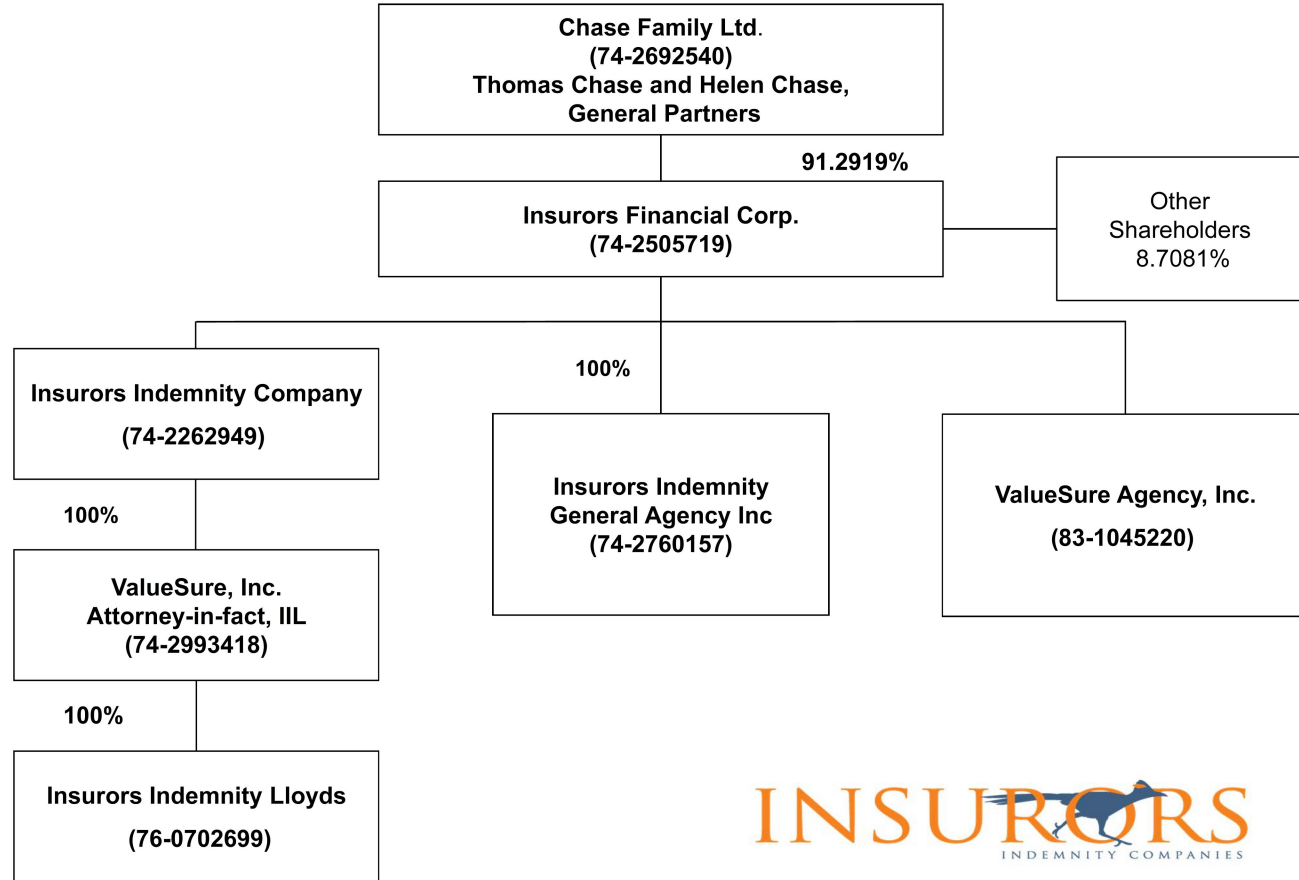 Chase Family Ltd.
(74-2692540)
Thomas Chase and Helen Chase,
General Partners
91.2919%
Insurors Financial Corp.
(74-2505719)
Other
Shareholders
8.7081%
Insurors Indemnity Company
(74-2262949)
100%
Insurors Indemnity
General Agency Inc
(74-2760157)
ValueSure Agency, Inc.
(83-1045220)
100%
ValueSure, Inc.
Attorney-in-fact, IIL
(74-2993418)
100%
Insurors Indemnity Lloyds
(76-0702699)
INSURORS
INDEMNITY COMPANIES